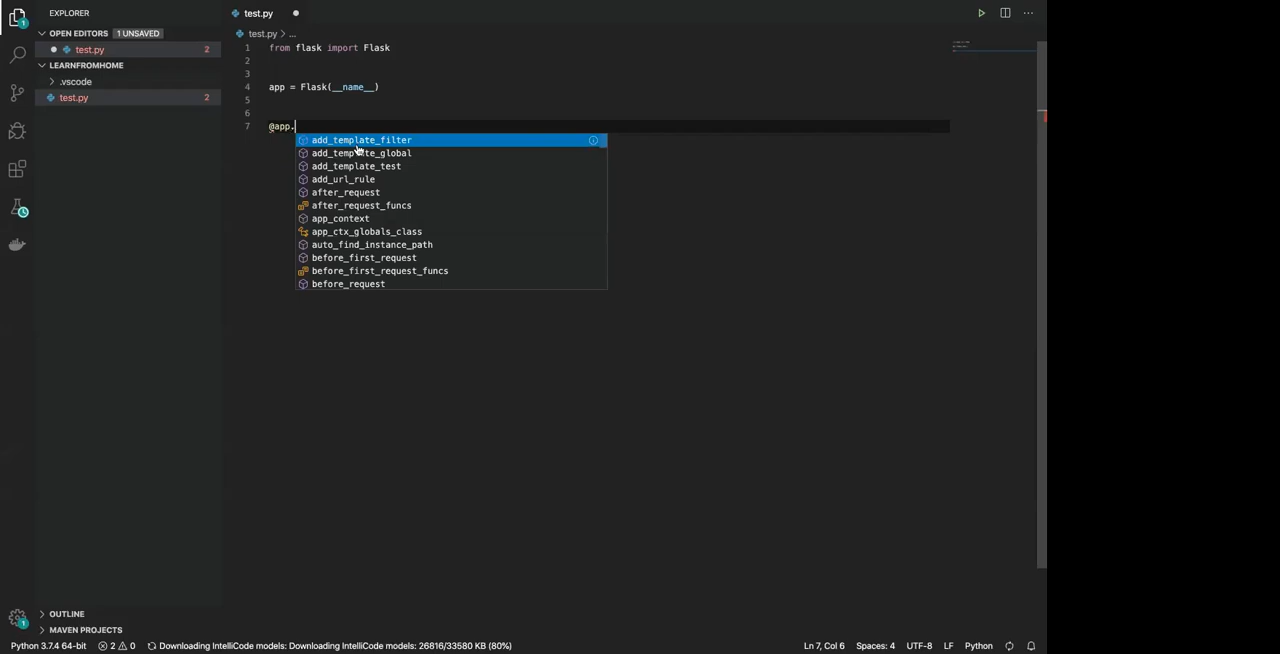 EXPLORER
OPEN EDITORS 1 UNSAVED
test.py 2
LEARNFROMHOME
.vscode
test.py 2
OUTLINE
MAVEN PROJECTS
test.py
test.py > ...
1 from flask import Flask
2
3
4 app = Flask(__name__)
5
6
7 @app.
add_template_filter
add_template_global
add_template_test
add_url_rule
after_request
after_request_funcs
app_context
app_ctx_globals_class
auto_find_instance_path
before_first_request
before_first_request_funcs
before_request
1
1
Python 3.7.4 64-bit 2 0 Downloading IntelliCode models: Downloading IntelliCode models: 26816/33580 KB (80%) Ln 7, Col 6 Spaces: 4 UTF-8 LF Python